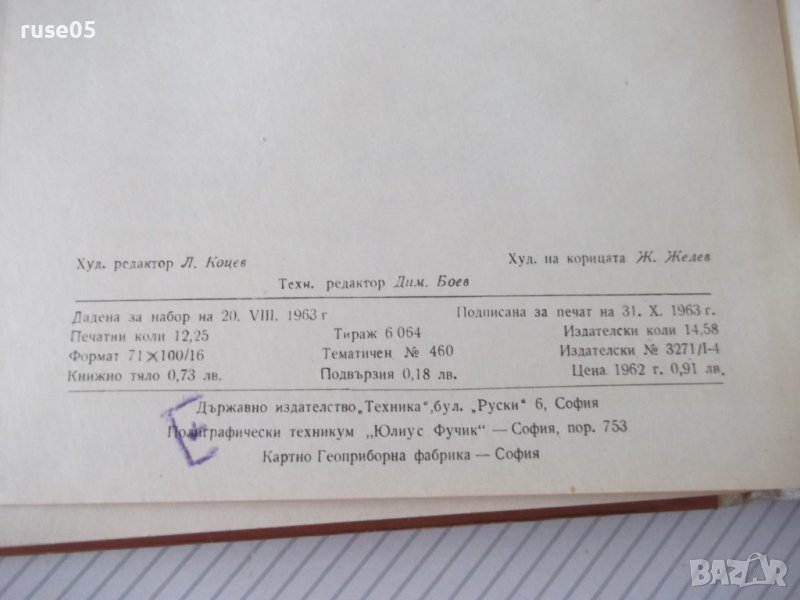 ruse05
Худ. редактор Л. Коцев Худ. на корицата Ж. Желев
Техн. редактор Дим. Боев
Дадена за набор на 20. VIII. 1963 г Подписана за печат на 31. X. 1963 г.
Печатни коли 12,25 Тираж 6 064 Издателски коли 14,58
Формат 71×100/16 Тематичен № 460 Издателски № 3271/I-4
Книжно тяло 0,73 лв. Подвързия 0,18 лв. Цена 1962 г. 0,91 лв.
Държавно издателство „Техника", бул. „Руски" 6, София
Полиграфически техникум „Юлиус Фучик" — София, пор. 753
Картно Геоприборна фабрика — София
BAZAR